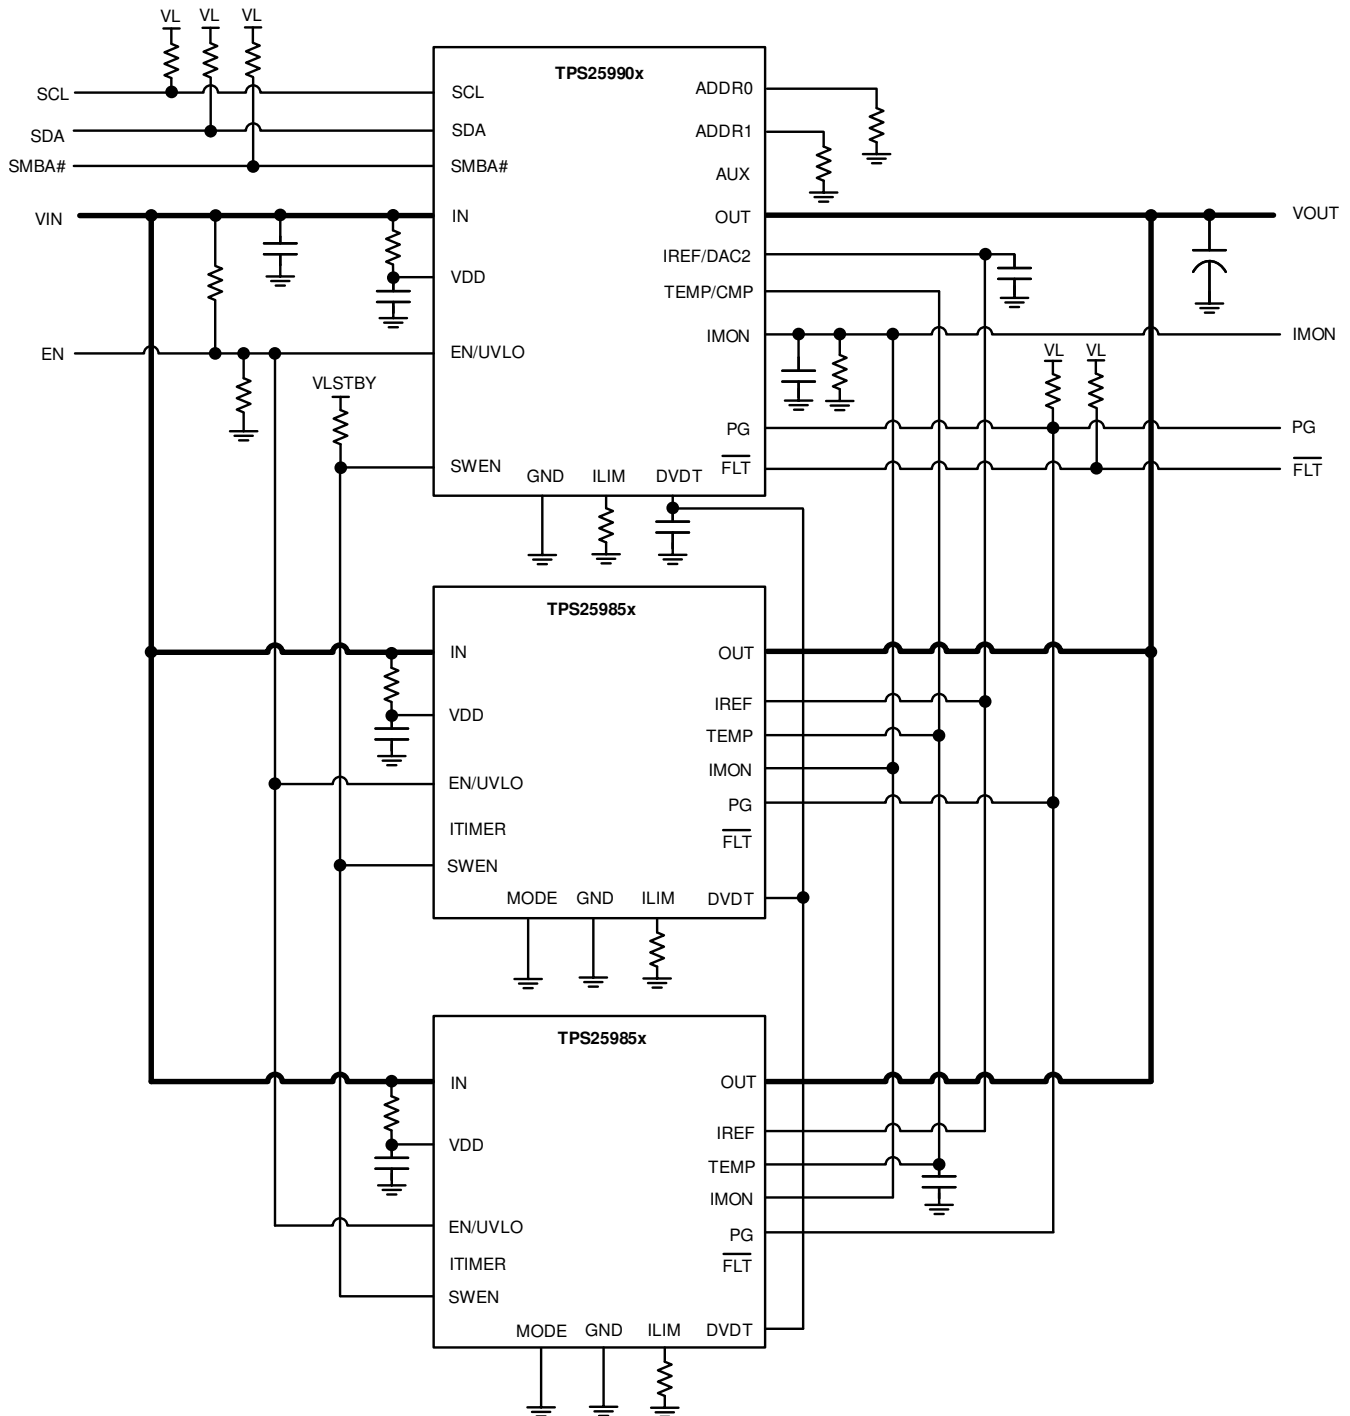 VL VL VL
TPS25990x
SCL SCL ADDR0
SDA SDA ADDR1
SMBA# SMBA# AUX
VIN IN OUT VOUT
IREF/DAC2
VDD TEMP/CMP
IMON IMON
EN EN/UVLO VL VL
VLSTBY
PG PG
SWEN FLT FLT
GND ILIM DVDT
TPS25985x
IN OUT
IREF
VDD TEMP
IMON
EN/UVLO PG
ITIMER FLT
SWEN
MODE GND ILIM DVDT
TPS25985x
IN OUT
IREF
VDD TEMP
IMON
EN/UVLO PG
ITIMER FLT
SWEN
MODE GND ILIM DVDT